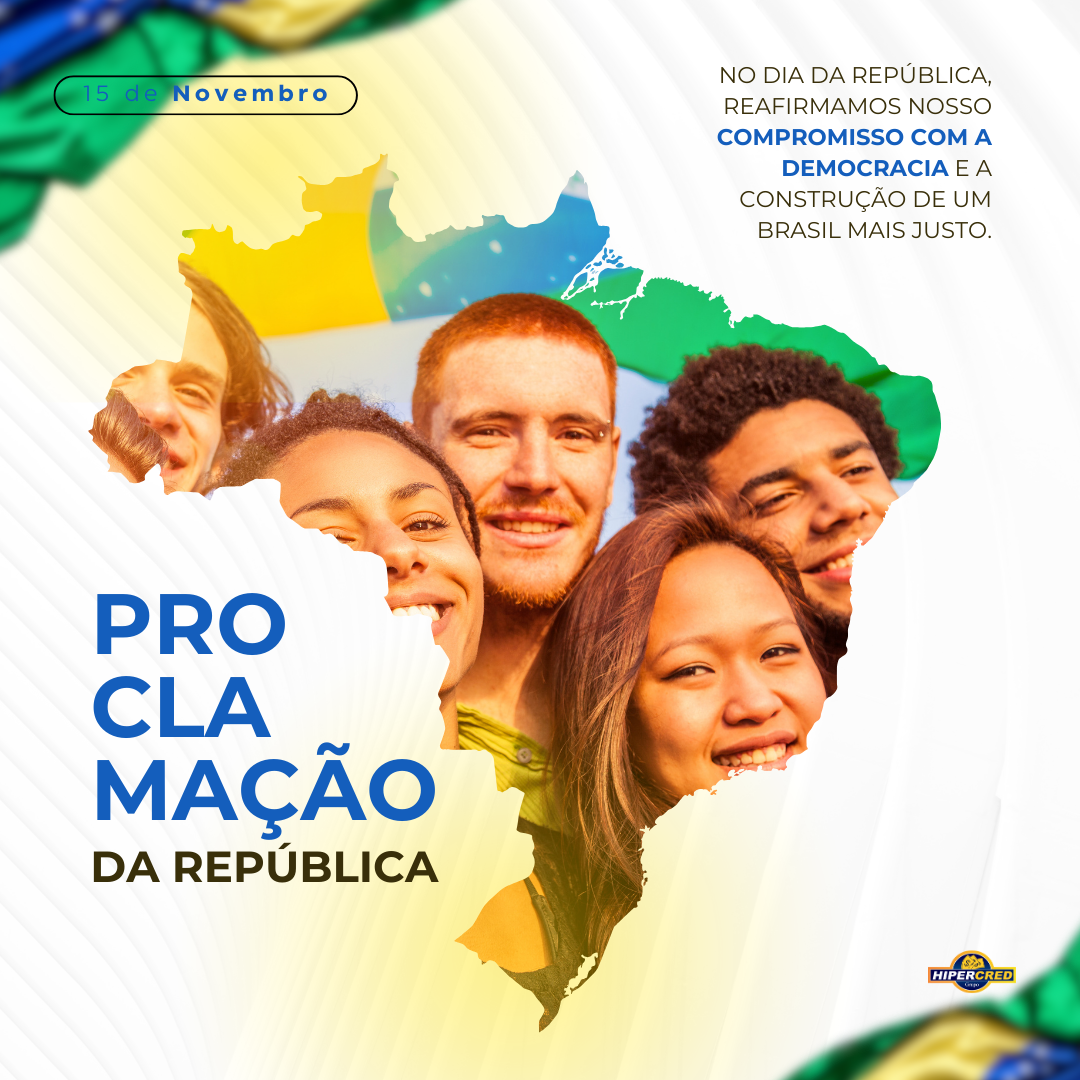 15 de Novembro
NO DIA DA REPÚBLICA,
REAFIRMAMOS NOSSO
COMPROMISSO COM A
DEMOCRACIA E A
CONSTRUÇÃO DE UM
BRASIL MAIS JUSTO.
PRO
CLA
MAÇÃO
DA REPÚBLICA
HIPERCRED
Grupo